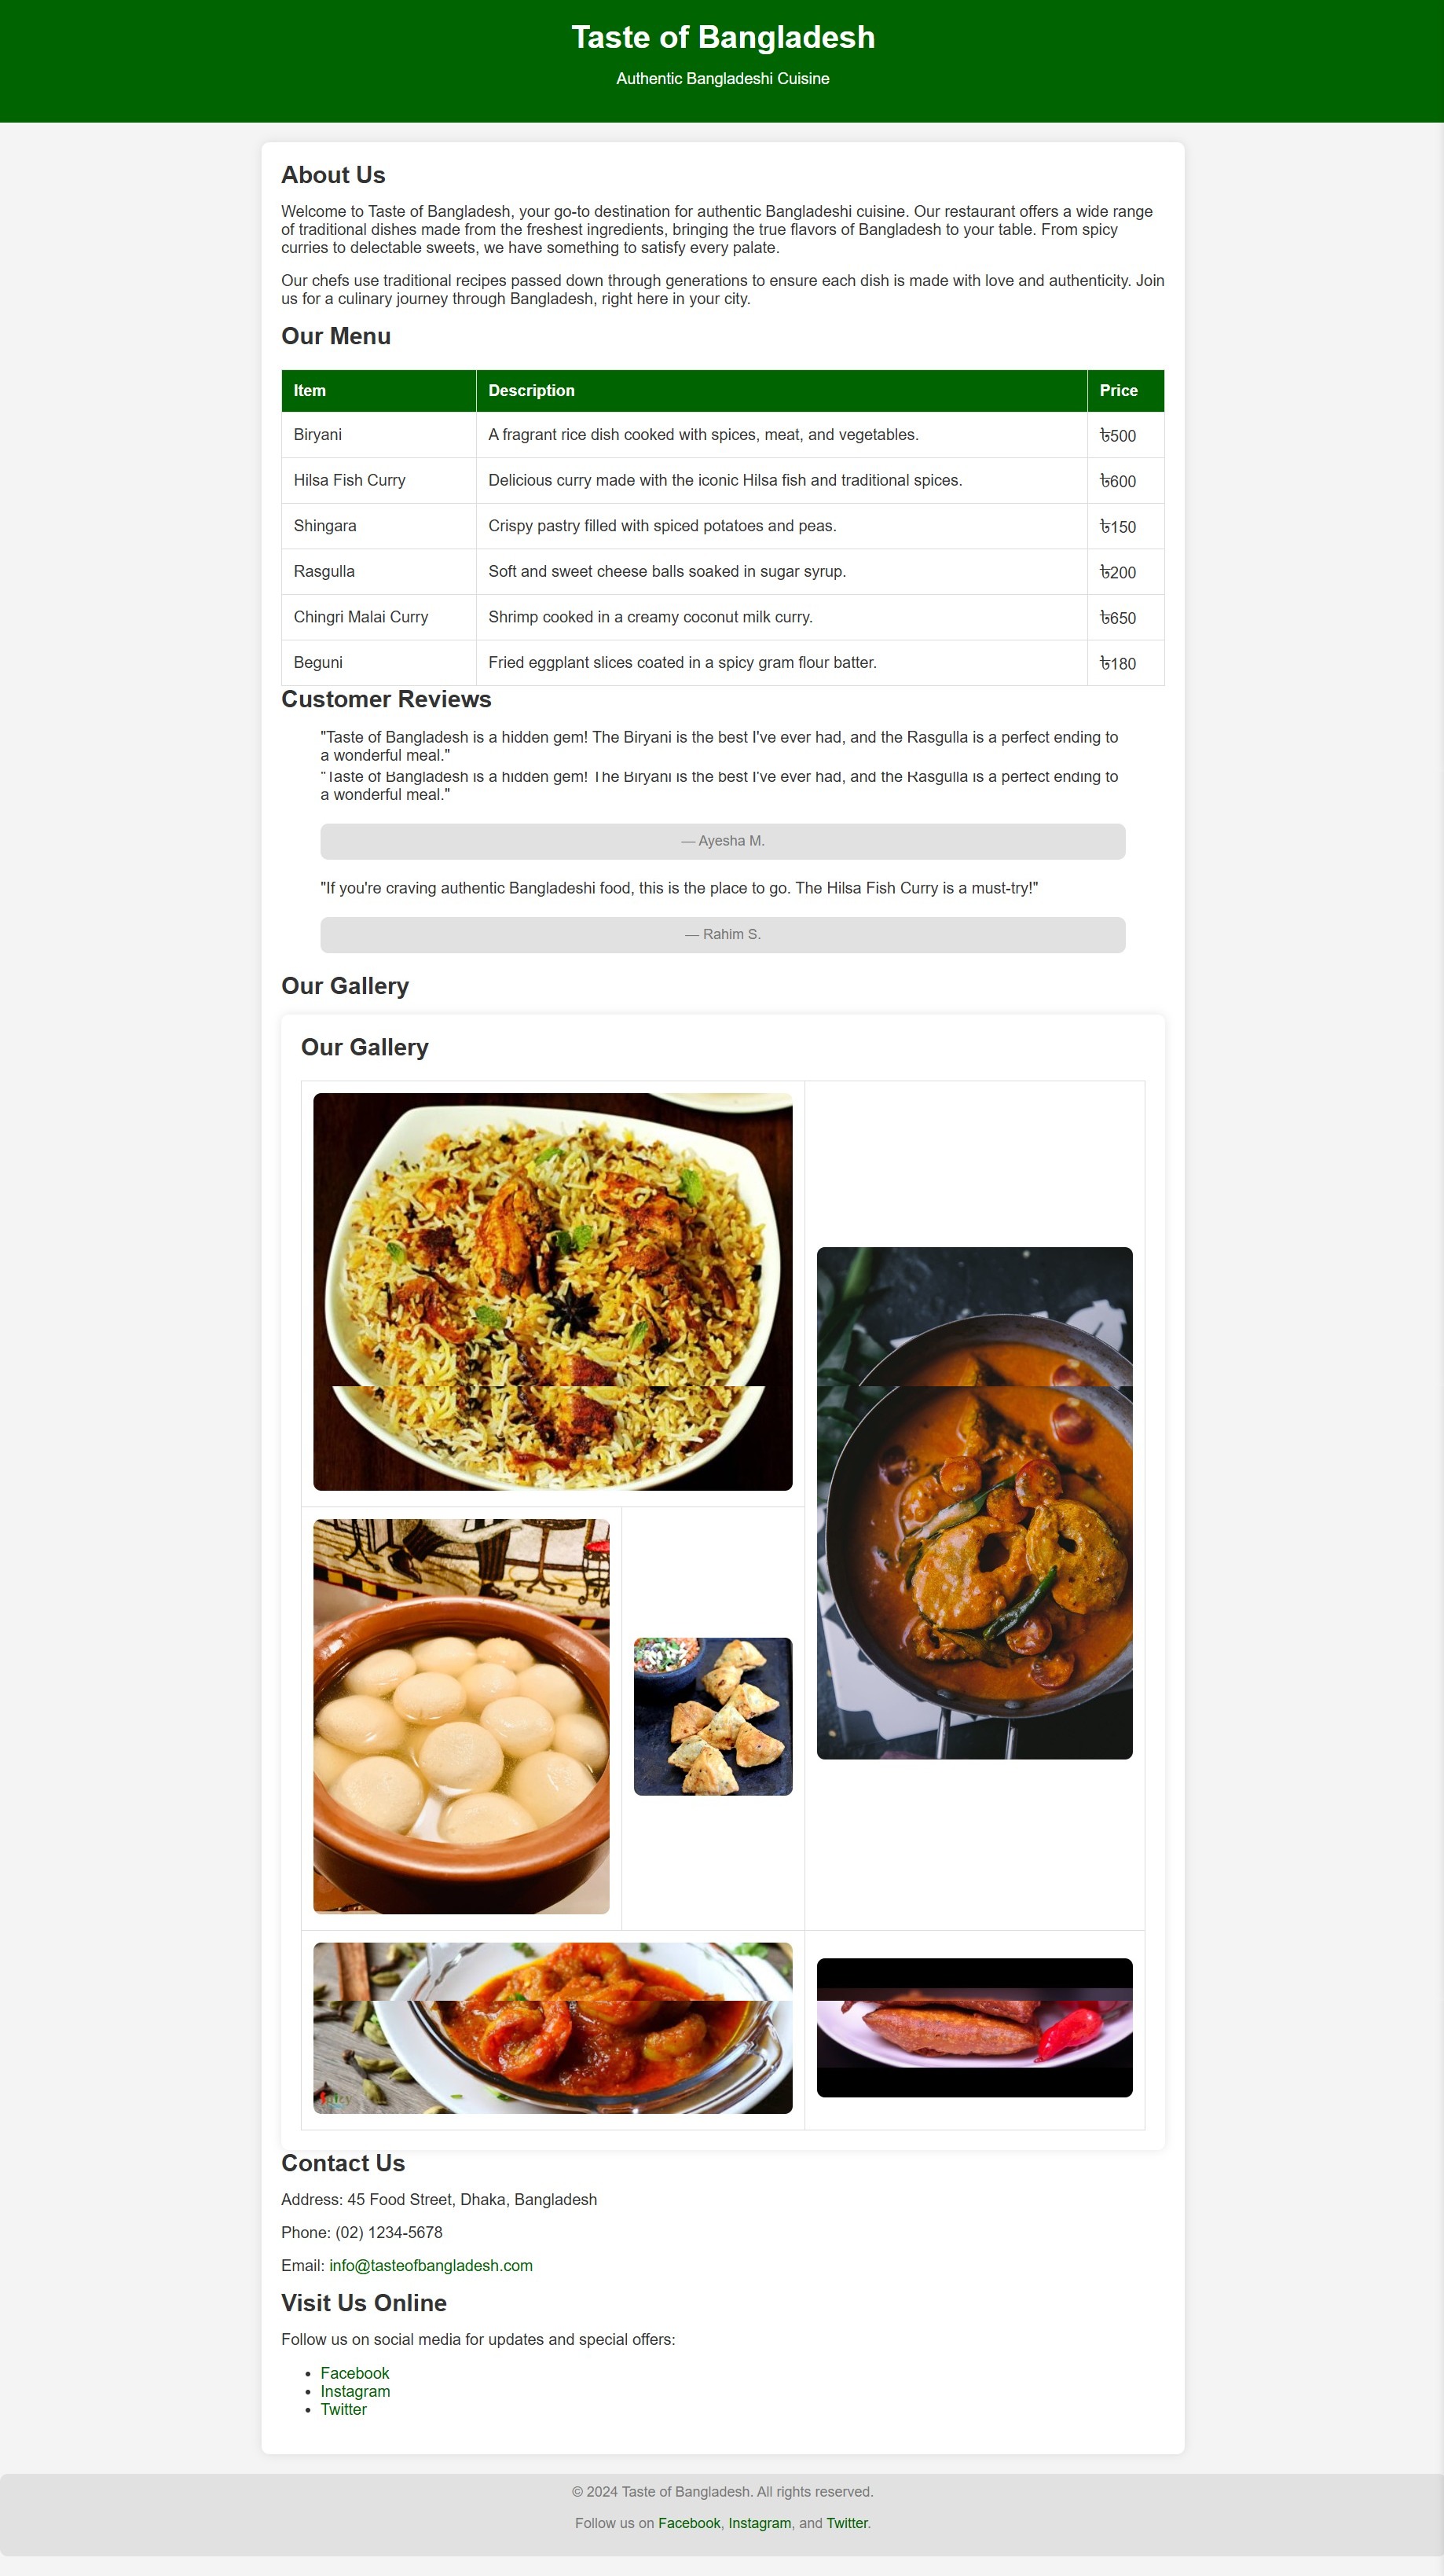 Taste of Bangladesh
Authentic Bangladeshi Cuisine
About Us
Welcome to Taste of Bangladesh, your go-to destination for authentic Bangladeshi cuisine. Our restaurant offers a wide range
of traditional dishes made from the freshest ingredients, bringing the true flavors of Bangladesh to your table. From spicy
curries to delectable sweets, we have something to satisfy every palate.
Our chefs use traditional recipes passed down through generations to ensure each dish is made with love and authenticity. Join
us for a culinary journey through Bangladesh, right here in your city.
Our Menu
Item Description Price
Biryani A fragrant rice dish cooked with spices, meat, and vegetables. ৳500
Hilsa Fish Curry Delicious curry made with the iconic Hilsa fish and traditional spices. ৳600
Shingara Crispy pastry filled with spiced potatoes and peas. ৳150
Rasgulla Soft and sweet cheese balls soaked in sugar syrup. ৳200
Chingri Malai Curry Shrimp cooked in a creamy coconut milk curry. ৳650
Beguni Fried eggplant slices coated in a spicy gram flour batter. ৳180
Customer Reviews
"Taste of Bangladesh is a hidden gem! The Biryani is the best I've ever had, and the Rasgulla is a perfect ending to
a wonderful meal."
"Taste of Bangladesh is a hidden gem! The Biryani is the best I've ever had, and the Rasgulla is a perfect ending to
a wonderful meal."
— Ayesha M.
"If you're craving authentic Bangladeshi food, this is the place to go. The Hilsa Fish Curry is a must-try!"
— Rahim S.
Our Gallery
Our Gallery
Contact Us
Address: 45 Food Street, Dhaka, Bangladesh
Phone: (02) 1234-5678
Email: info@tasteofbangladesh.com
Visit Us Online
Follow us on social media for updates and special offers:
• Facebook
• Instagram
• Twitter
© 2024 Taste of Bangladesh. All rights reserved.
Follow us on Facebook, Instagram, and Twitter.